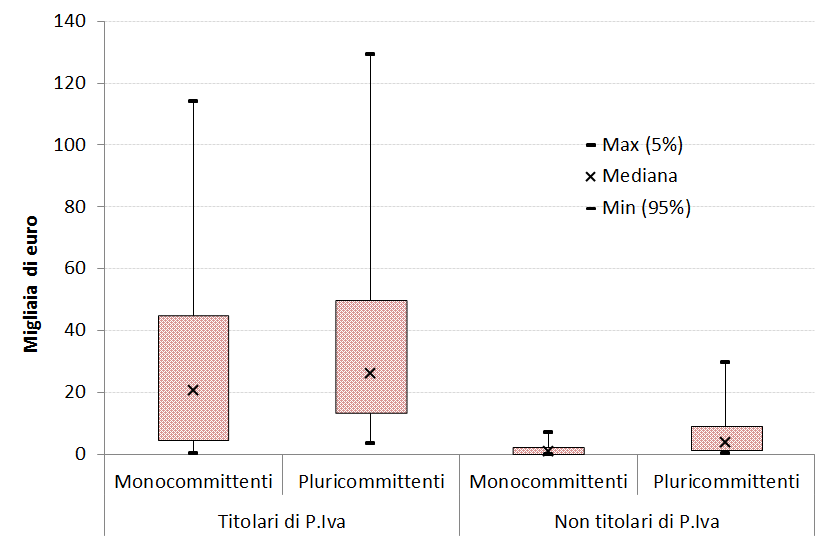 140
120
100
80
60
40
20
0
Migliaia di euro
Max (5%)
Mediana
Min (95%)
Monocommittenti
Pluricommittenti
Monocommittenti
Pluricommittenti
Titolari di P.Iva
Non titolari di P.Iva